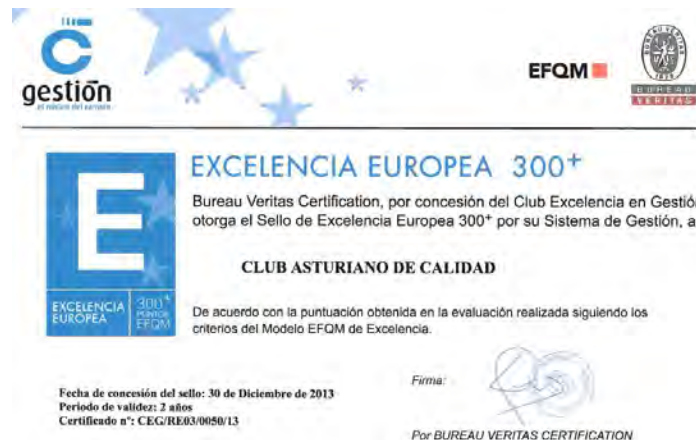 gestión
EFQM
BUREAU
VERITAS
EXCELENCIA EUROPEA 300+
Bureau Veritas Certification, por concesión del Club Excelencia en Gestió
otorga el Sello de Excelencia Europea 300+ por su Sistema de Gestión, a
CLUB ASTURIANO DE CALIDAD
E
EXCELENCIA
EUROPEA
300+
PUNTOS
EFQM
De acuerdo con la puntuación obtenida en la evaluación realizada siguiendo los
criterios del Modelo EFQM de Excelencia.
Fecha de concesión del sello: 30 de Diciembre de 2013
Periodo de validez: 2 años
Certificado nº: CEG/RE03/0050/13
Firma:
Por BUREAU VERITAS CERTIFICATION